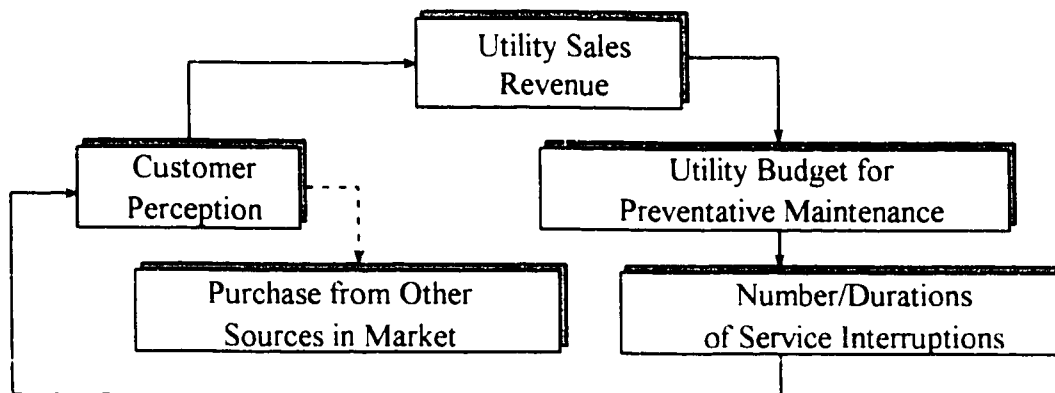 Utility Sales
Revenue
Customer
Perception
Utility Budget for
Preventative Maintenance
Purchase from Other
Sources in Market
Number/Durations
of Service Interruptions